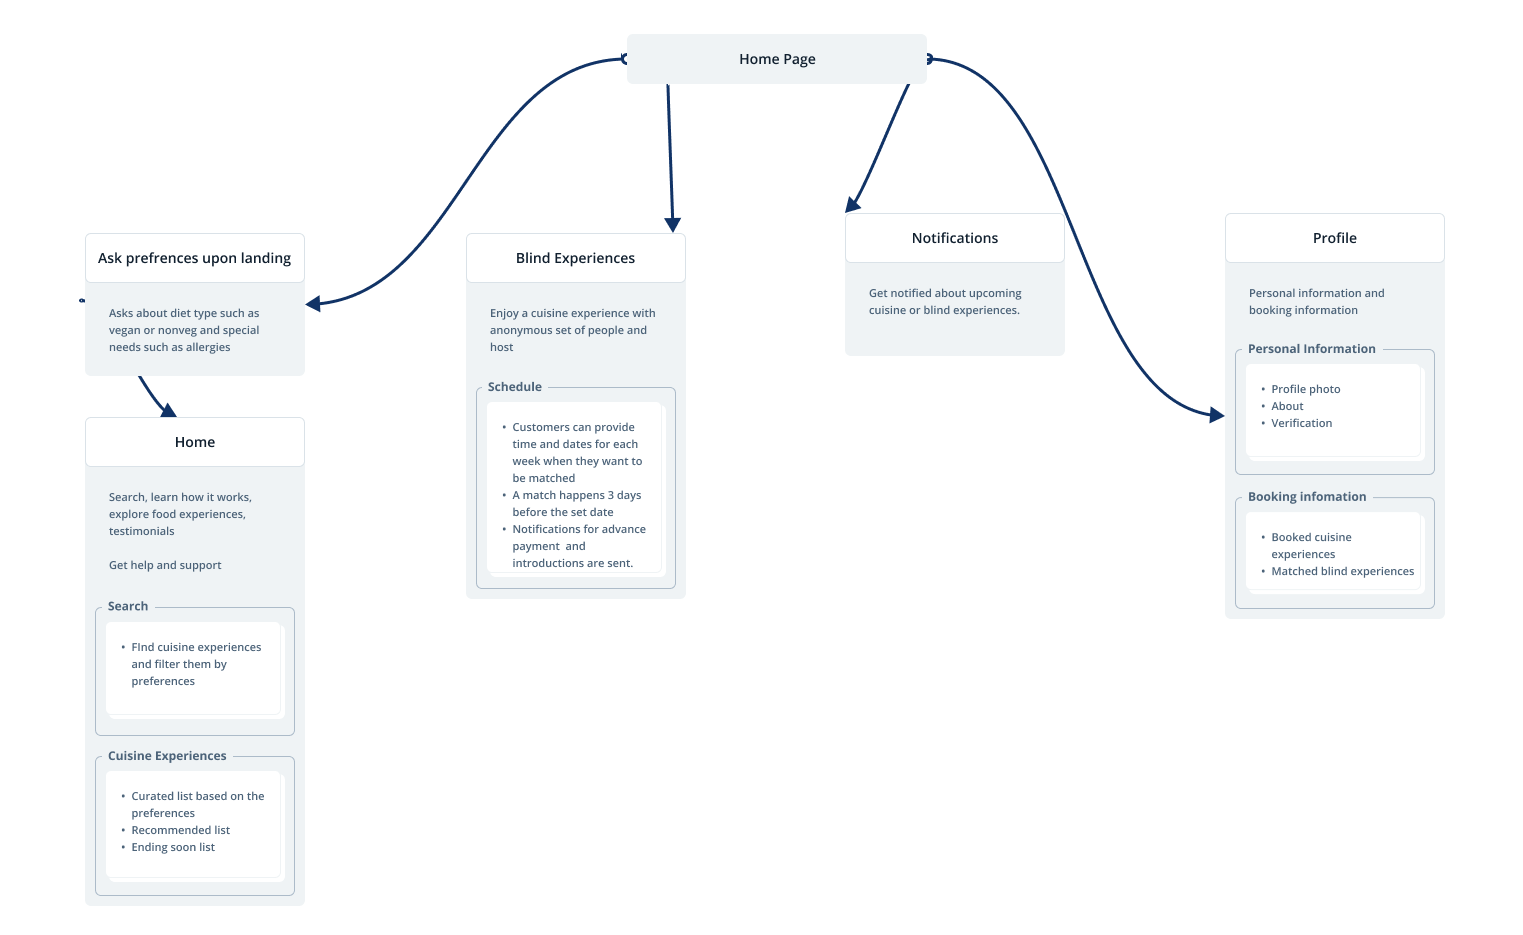 Home Page
Ask prefrences upon landing
Asks about diet type such as
vegan or nonveg and special
needs such as allergies
Home
Search, learn how it works,
explore food experiences,
testimonials
Get help and support
Search
• FInd cuisine experiences
and filter them by
preferences
Cuisine Experiences
• Curated list based on the
preferences
• Recommended list
• Ending soon list
Blind Experiences
Enjoy a cuisine experience with
anonymous set of people and
host
Schedule
• Customers can provide
time and dates for each
week when they want to
be matched
• A match happens 3 days
before the set date
• Notifications for advance
payment  and
introductions are sent.
Notifications
Get notified about upcoming
cuisine or blind experiences.
Profile
Personal information and
booking information
Personal Information
• Profile photo
• About
• Verification
Booking infomation
• Booked cuisine
experiences
• Matched blind experiences